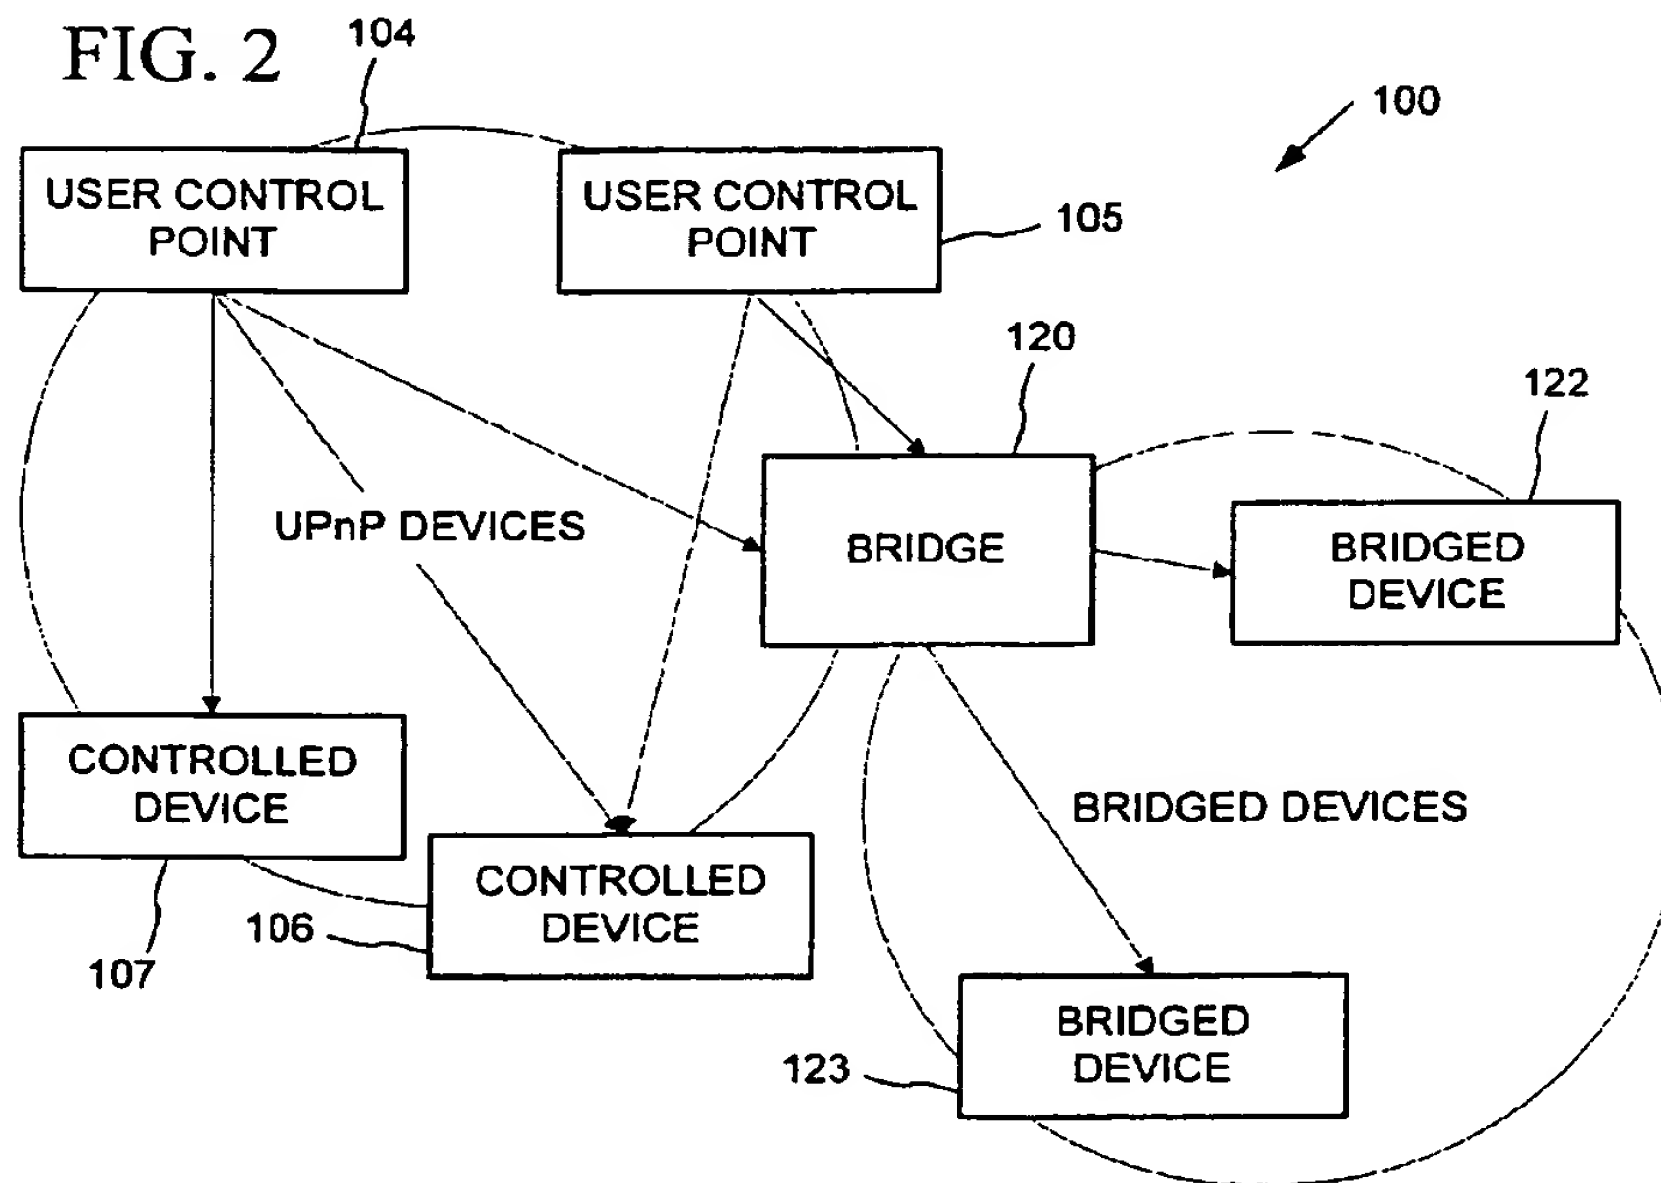 FIG. 2
104
100
USER CONTROL
POINT
USER CONTROL
POINT
105
120
122
UPnP DEVICES
BRIDGE
BRIDGED
DEVICE
CONTROLLED
DEVICE
BRIDGED DEVICES
CONTROLLED
DEVICE
106
107
BRIDGED
DEVICE
123